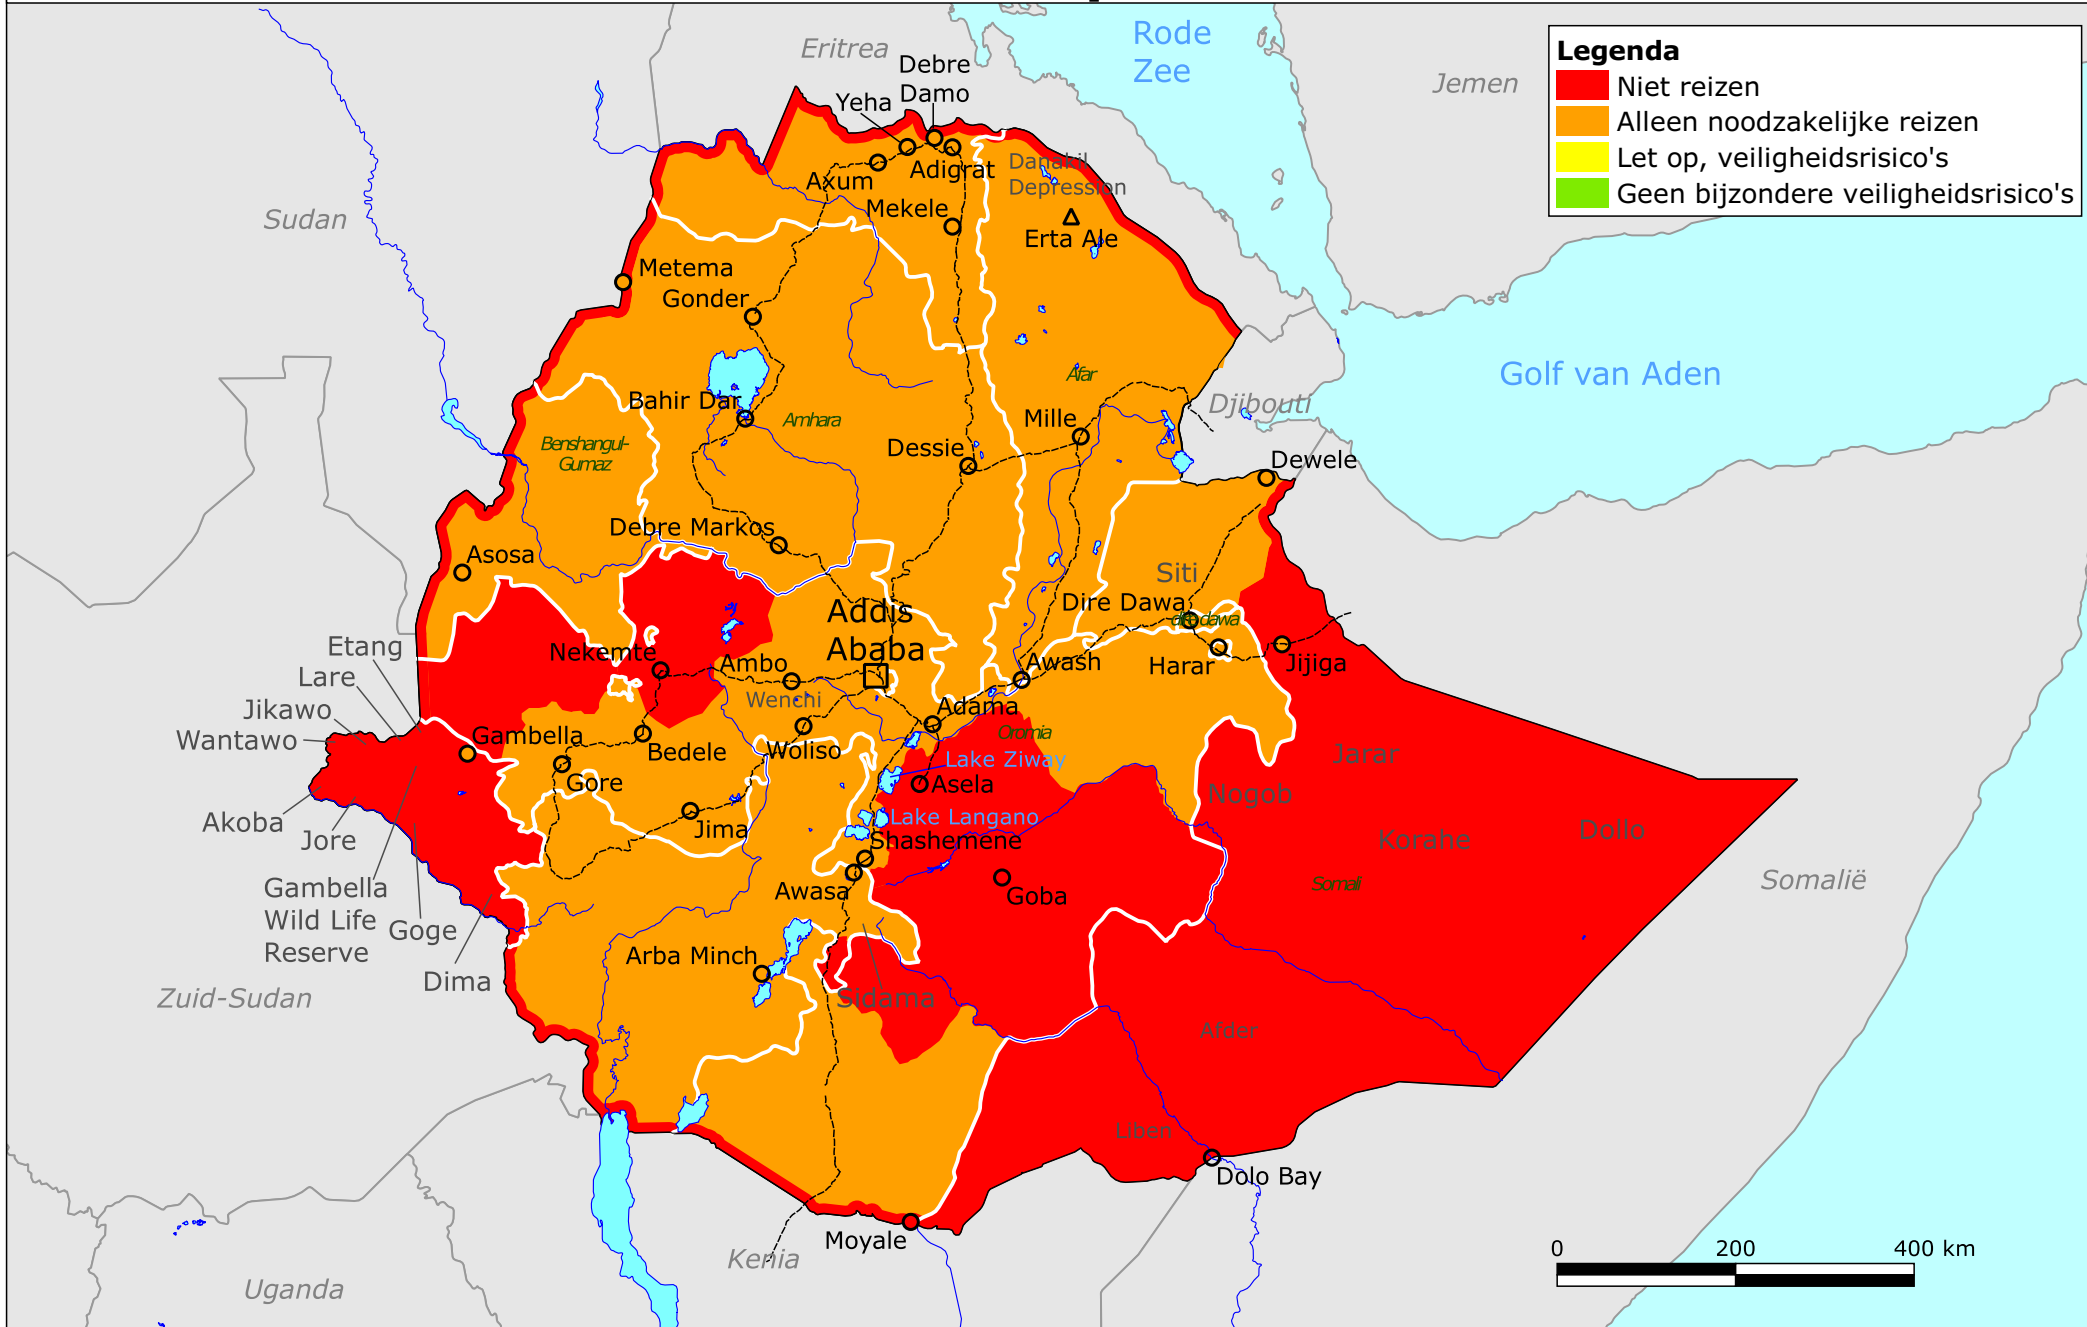 Rode
Zee
Eritrea
Jemen
Legenda
Niet reizen
Alleen noodzakelijke reizen
Let op, veiligheidsrisico's
Geen bijzondere veiligheidsrisico's
Debre
Damo
Yeha
Axum
Adigrat
Danakil
Depression
Mekele
Erta Ale
Sudan
Metema
Gonder
Golf van Aden
Afar
Djibouti
Bahir Dar
Amhara
Mille
Benshangul-
Gumaz
Dessie
Dewele
Debre Markos
Asosa
Siti
Addis
Ababa
Dire Dawa
Etang
Lare
Jikawo
Wantawo
Nekemte
Ambo
Wenchi
Awash
Harar
Jijiga
Gambella
Bedele
Woliso
Adama
Oromia
Lake Ziway
Jarar
Gore
Asela
Nogob
Akoba
Jore
Jima
Lake Langano
Shashemene
Korahe
Dollo
Gambella
Wild Life
Reserve
Goge
Awasa
Goba
Somali
Somalië
Dima
Arba Minch
Sidama
Zuid-Sudan
Afder
Liben
Dolo Bay
Moyale
Kenia
Uganda
0 200 400 km